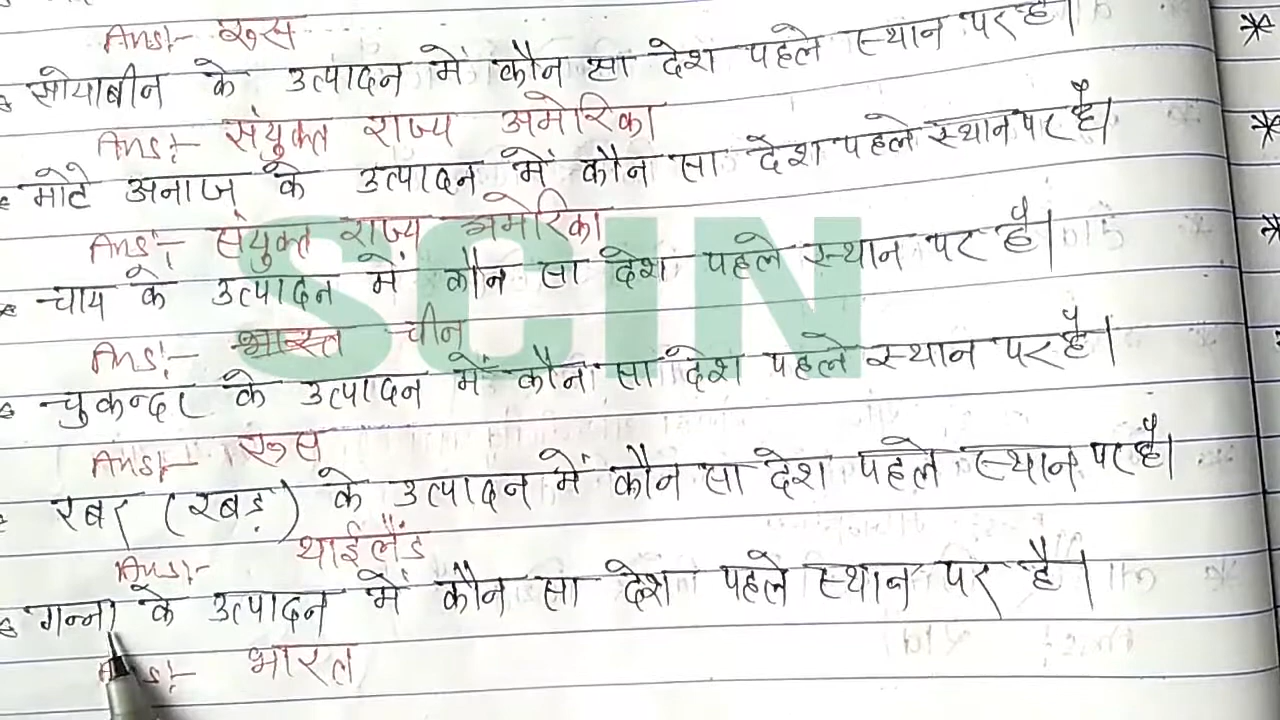 Ans:- रूस
* सोयाबीन के उत्पादन में कौन सा देश पहले स्थान पर है।
Ans:- संयुक्त राज्य अमेरिका
* मोटे अनाज के उत्पादन में कौन सा देश पहले स्थान पर है।
Ans:- संयुक्त राज्य अमेरिका
* चाय के उत्पादन में कौन सा देश पहले स्थान पर है।
Ans:- भारत चीन
* चुकन्दर के उत्पादन में कौन सा देश पहले स्थान पर है।
Ans:- रूस
रबर (रबड़) के उत्पादन में कौन सा देश पहले स्थान पर है।
Ans:- थाईलैंड
* गन्ना के उत्पादन में कौन सा देश पहले स्थान पर है।
Ans:- भारत
SCIN